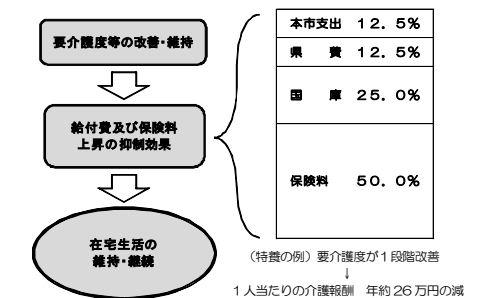 要介護度等の改善・維持
給付費及び保険料
上昇の抑制効果
在宅生活の
維持・継続
本市支出 12．5％
県　費 12．5％
国　庫 25．0％
保険料 50．0％
（特養の例）要介護度が１段階改善
↓
１人当たりの介護報酬　年約26万円の減